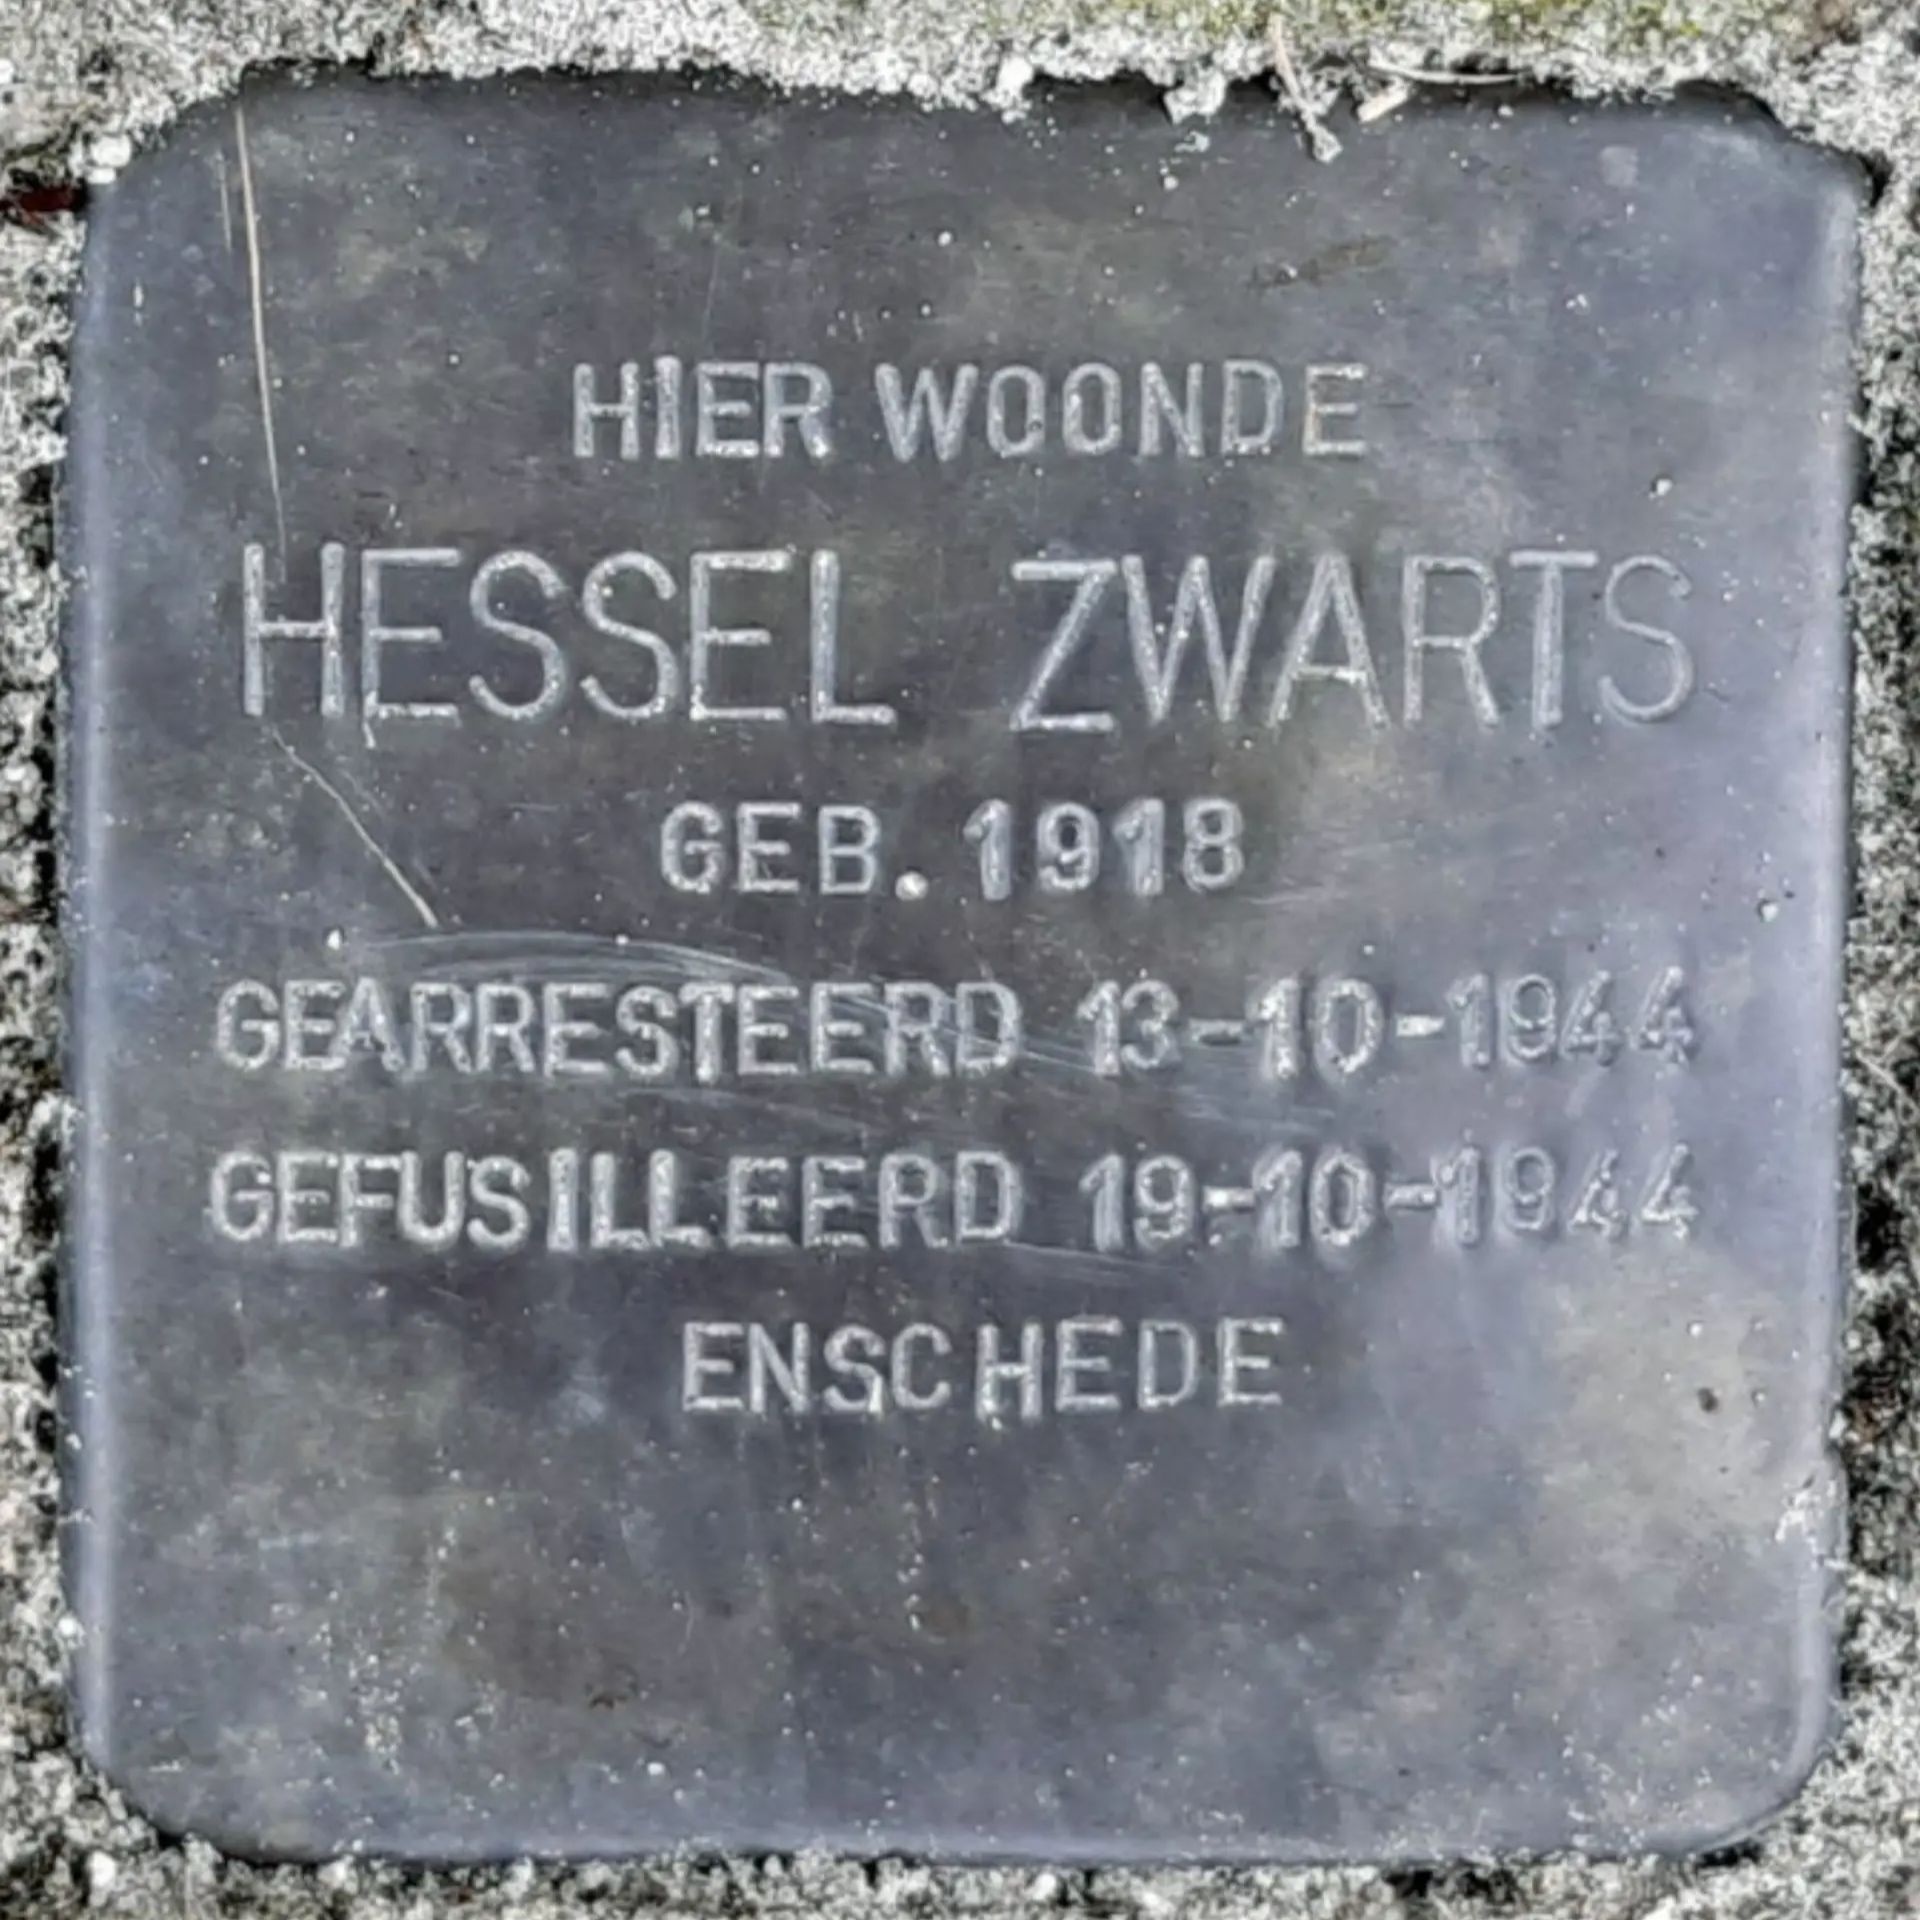 HIER WOONDE
HESSEL ZWARTS
GEB. 1918
GEARRESTEERD 13-10-1944
GEFUSILLEERD 19-10-1944
ENSCHEDE